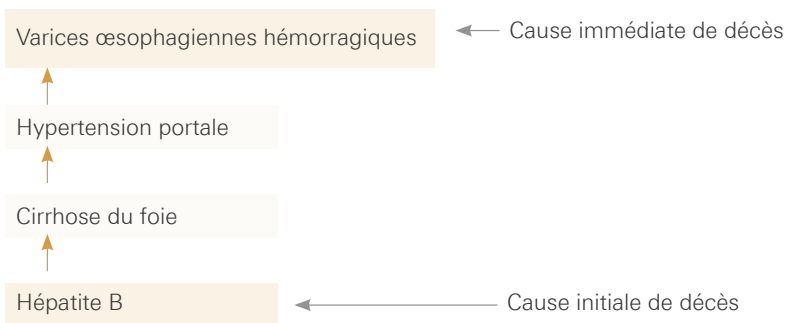 Varices œsophagiennes hémorragiques
Cause immédiate de décès
Hypertension portale
Cirrhose du foie
Hépatite B
Cause initiale de décès